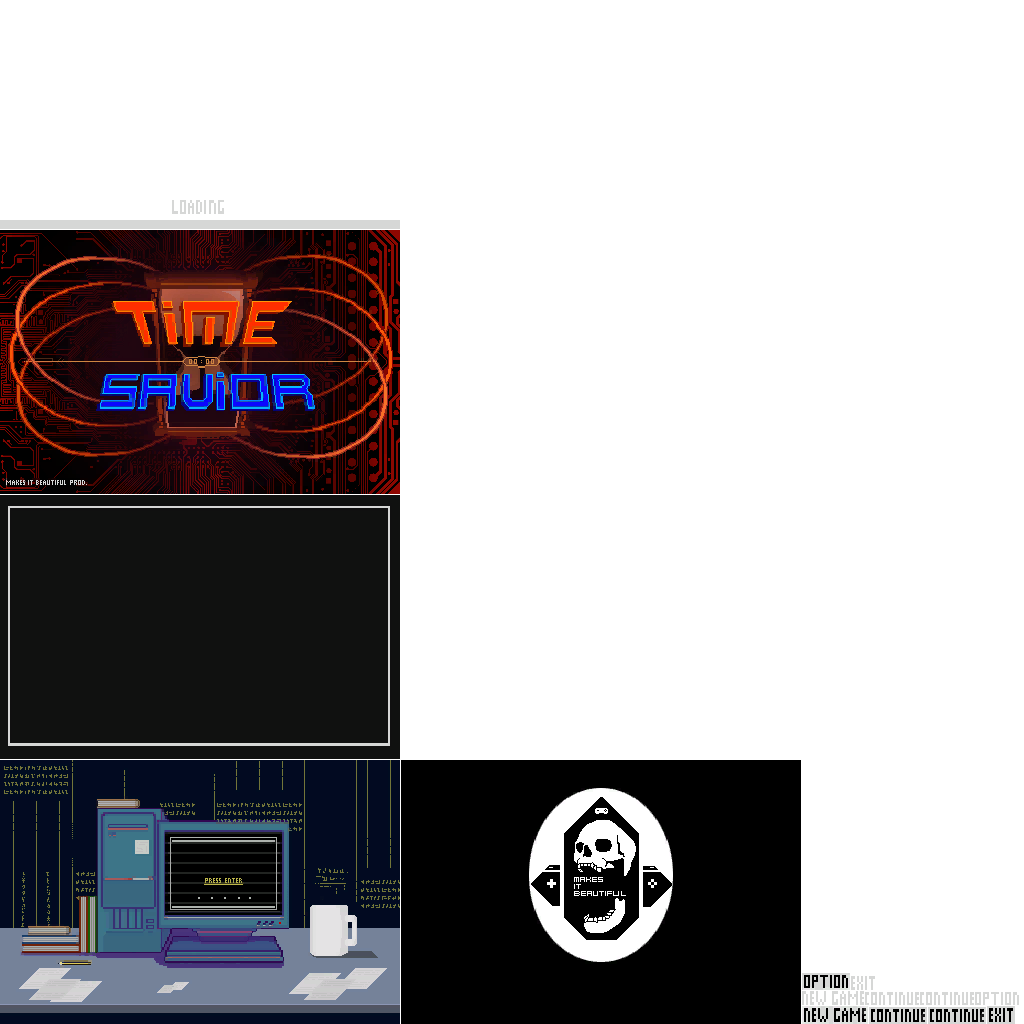 LOADING
TIME
00:00
SAVIOR
MAKES IT BEAUTIFUL PROD.
PRESS ENTER
MAKES
IT
BEAUTIFUL
OPTION EXIT
NEW GAME CONTINUE CONTINUE OPTION
NEW GAME CONTINUE CONTINUE EXIT